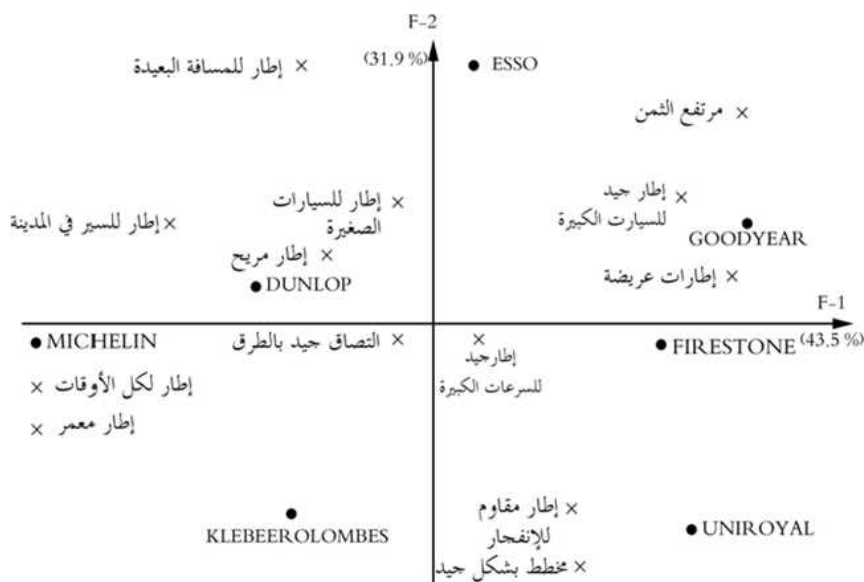 F-2
(31.9 %)
ESSO
إطار للمسافة البعيدة
مرتفع الثمن
إطار جيد
للسيارت الكبيرة
إطار للسيارات
الصغيرة
إطار للسير في المدينة
GOODYEAR
إطار مريح
إطارات عريضة
DUNLOP
F-1
(43.5 %)
MICHELIN
التصاق جيد بالطرق
إطارجيد
للسرعات الكبيرة
FIRESTONE
إطار لكل الأوقات
إطار معمر
إطار مقاوم
للإنفجار
KLEBEEROLOMBES
UNIROYAL
مخطط بشكل جيد